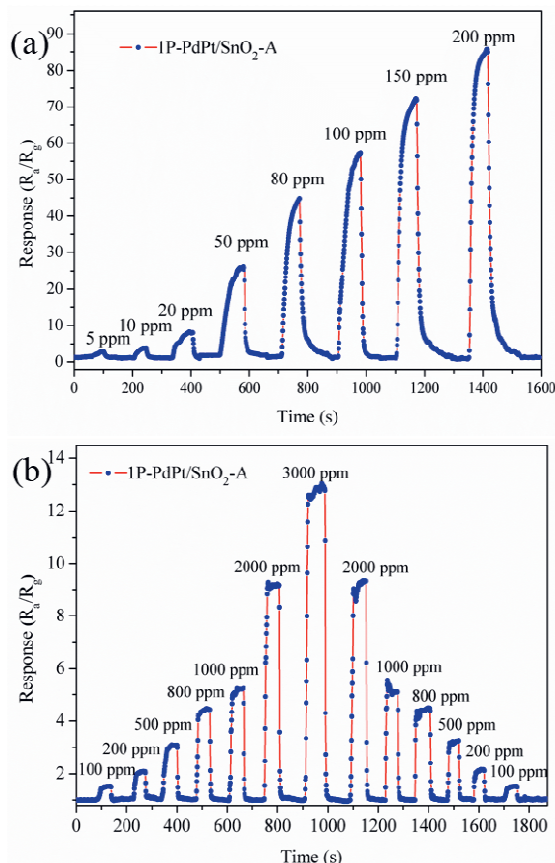 (a)
1P-PdPt/SnO₂-A
5 ppm
10 ppm
20 ppm
50 ppm
80 ppm
100 ppm
150 ppm
200 ppm
90
80
70
60
50
40
30
20
10
0
Response (Rₐ/R₉)
0 200 400 600 800 1000 1200 1400 1600
Time (s)
(b)
1P-PdPt/SnO₂-A
100 ppm
200 ppm
500 ppm
800 ppm
1000 ppm
2000 ppm
3000 ppm
2000 ppm
1000 ppm
800 ppm
500 ppm
200 ppm
100 ppm
14
12
10
8
6
4
2
Response (Rₐ/R₉)
0 200 400 600 800 1000 1200 1400 1600 1800
Time (s)